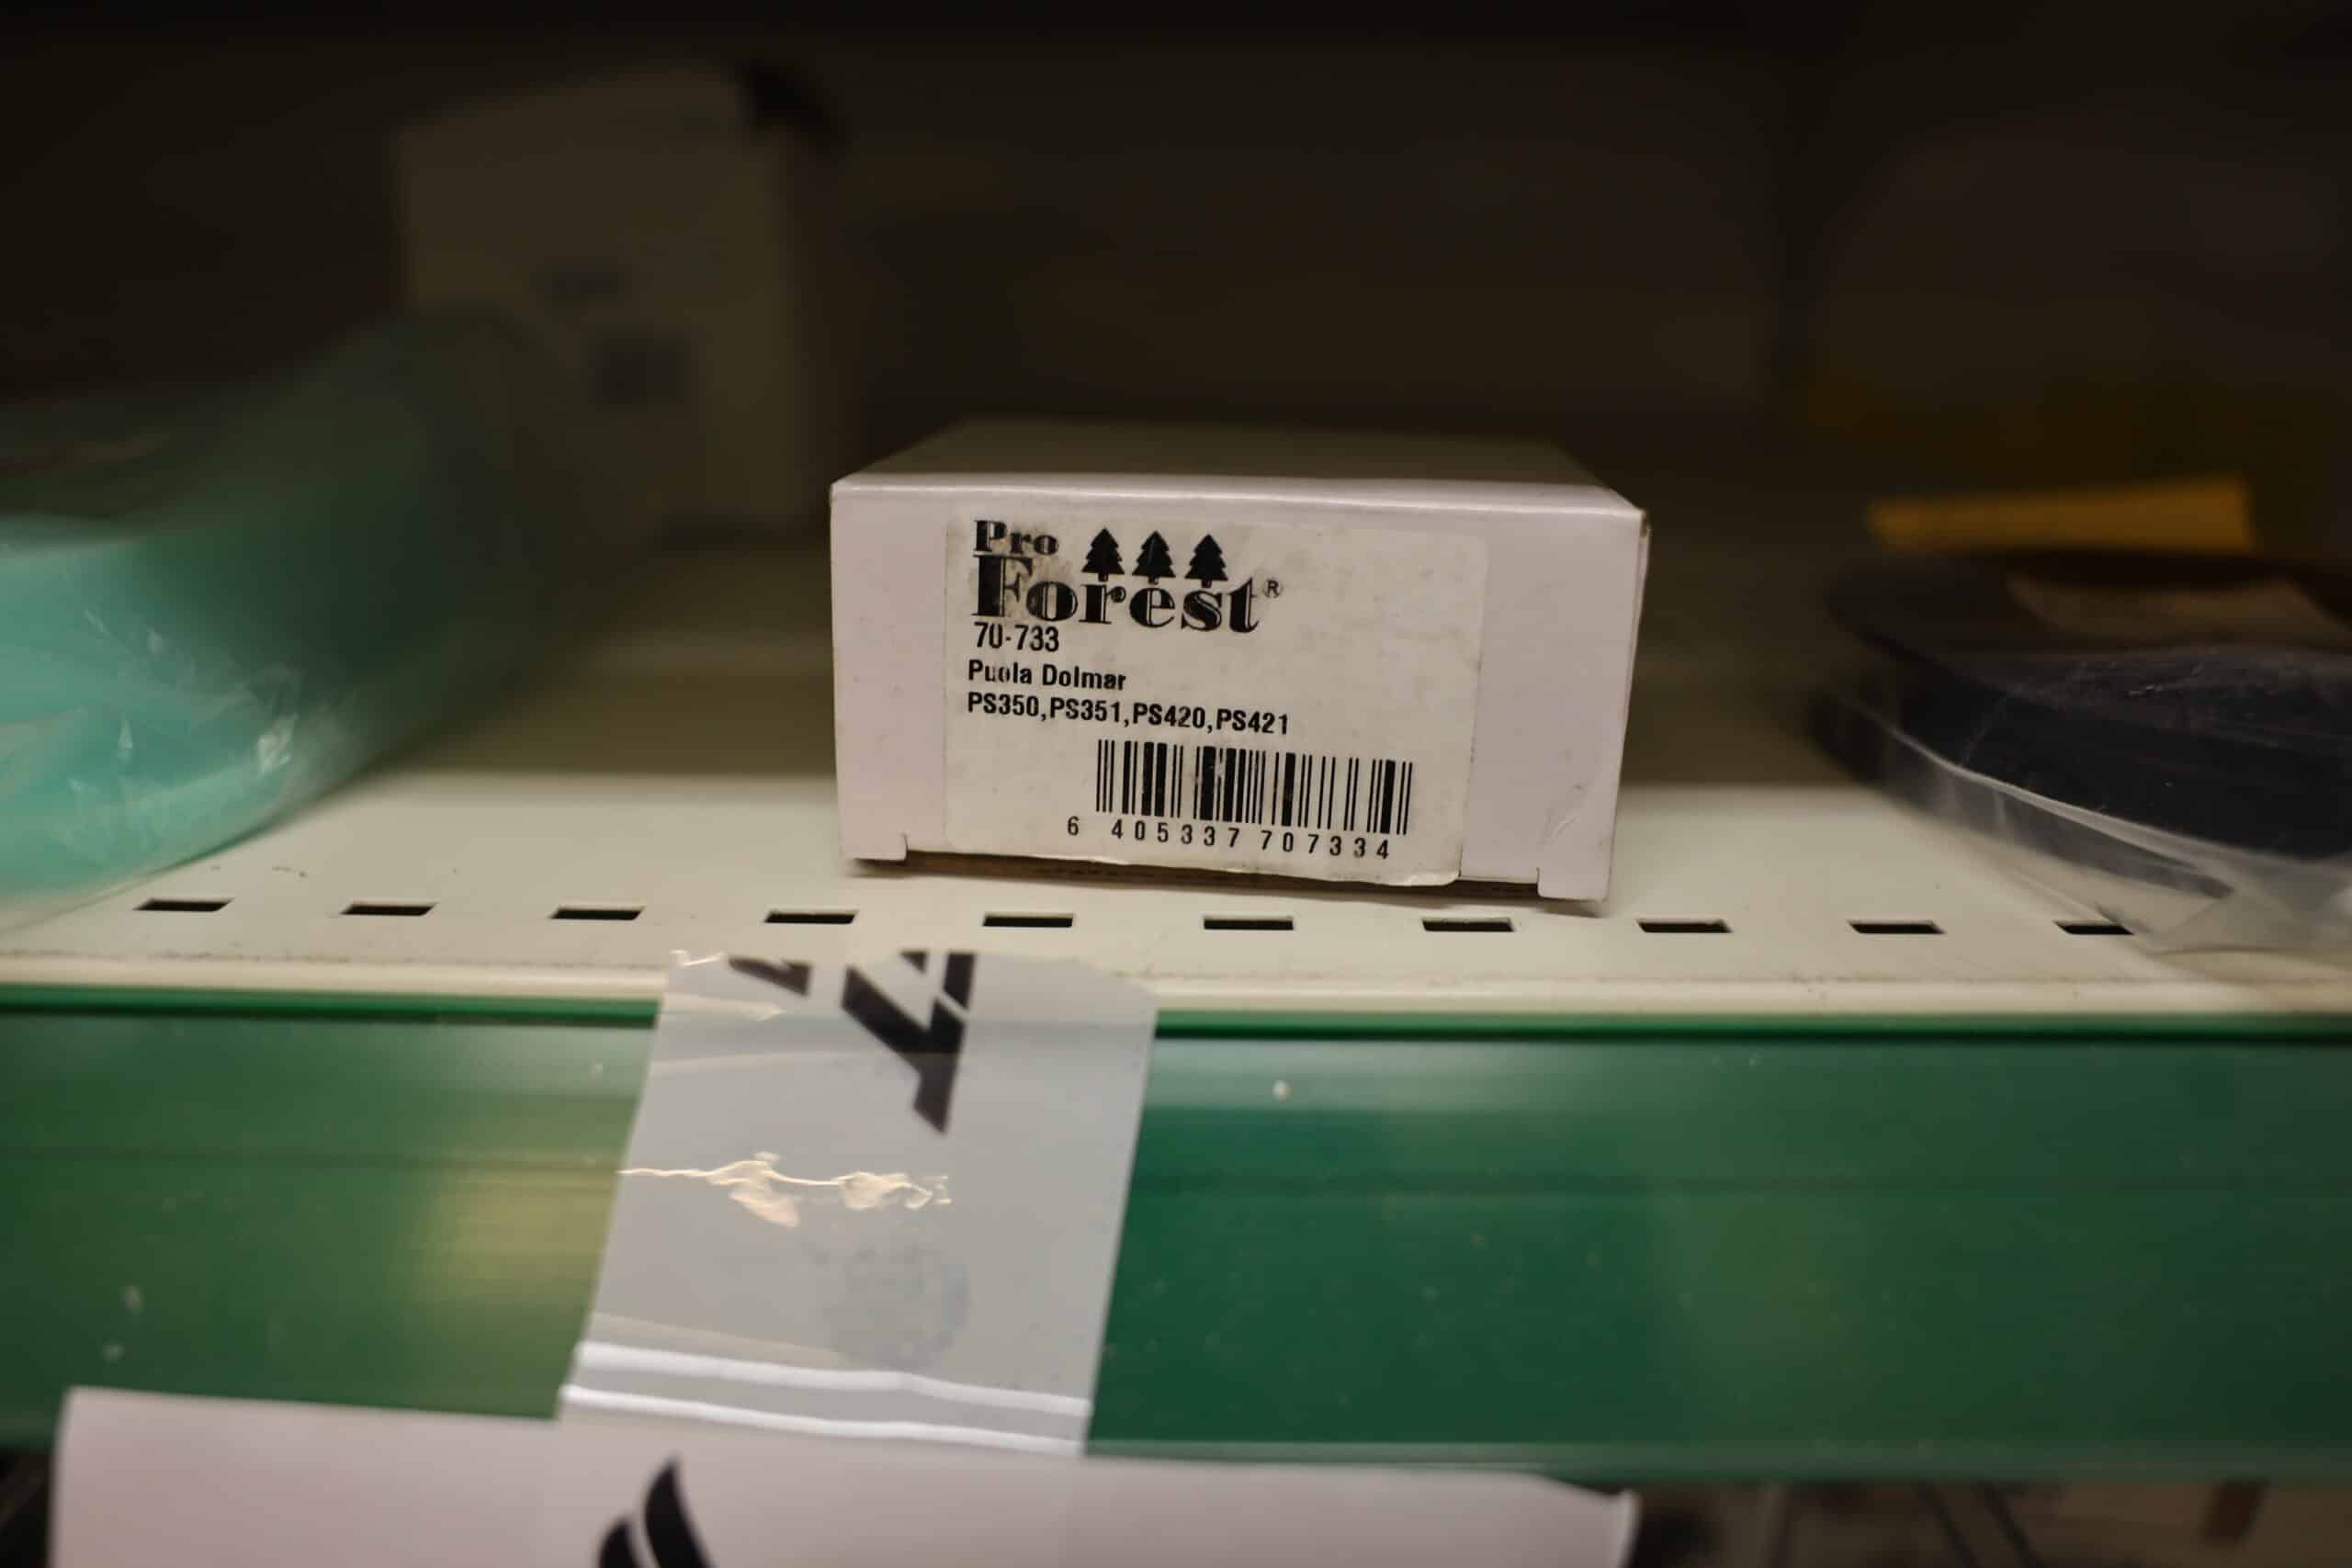 Pro
Forest®
70-733
Puola Dolmar
PS350,PS351,PS420,PS421
6 405337 707334